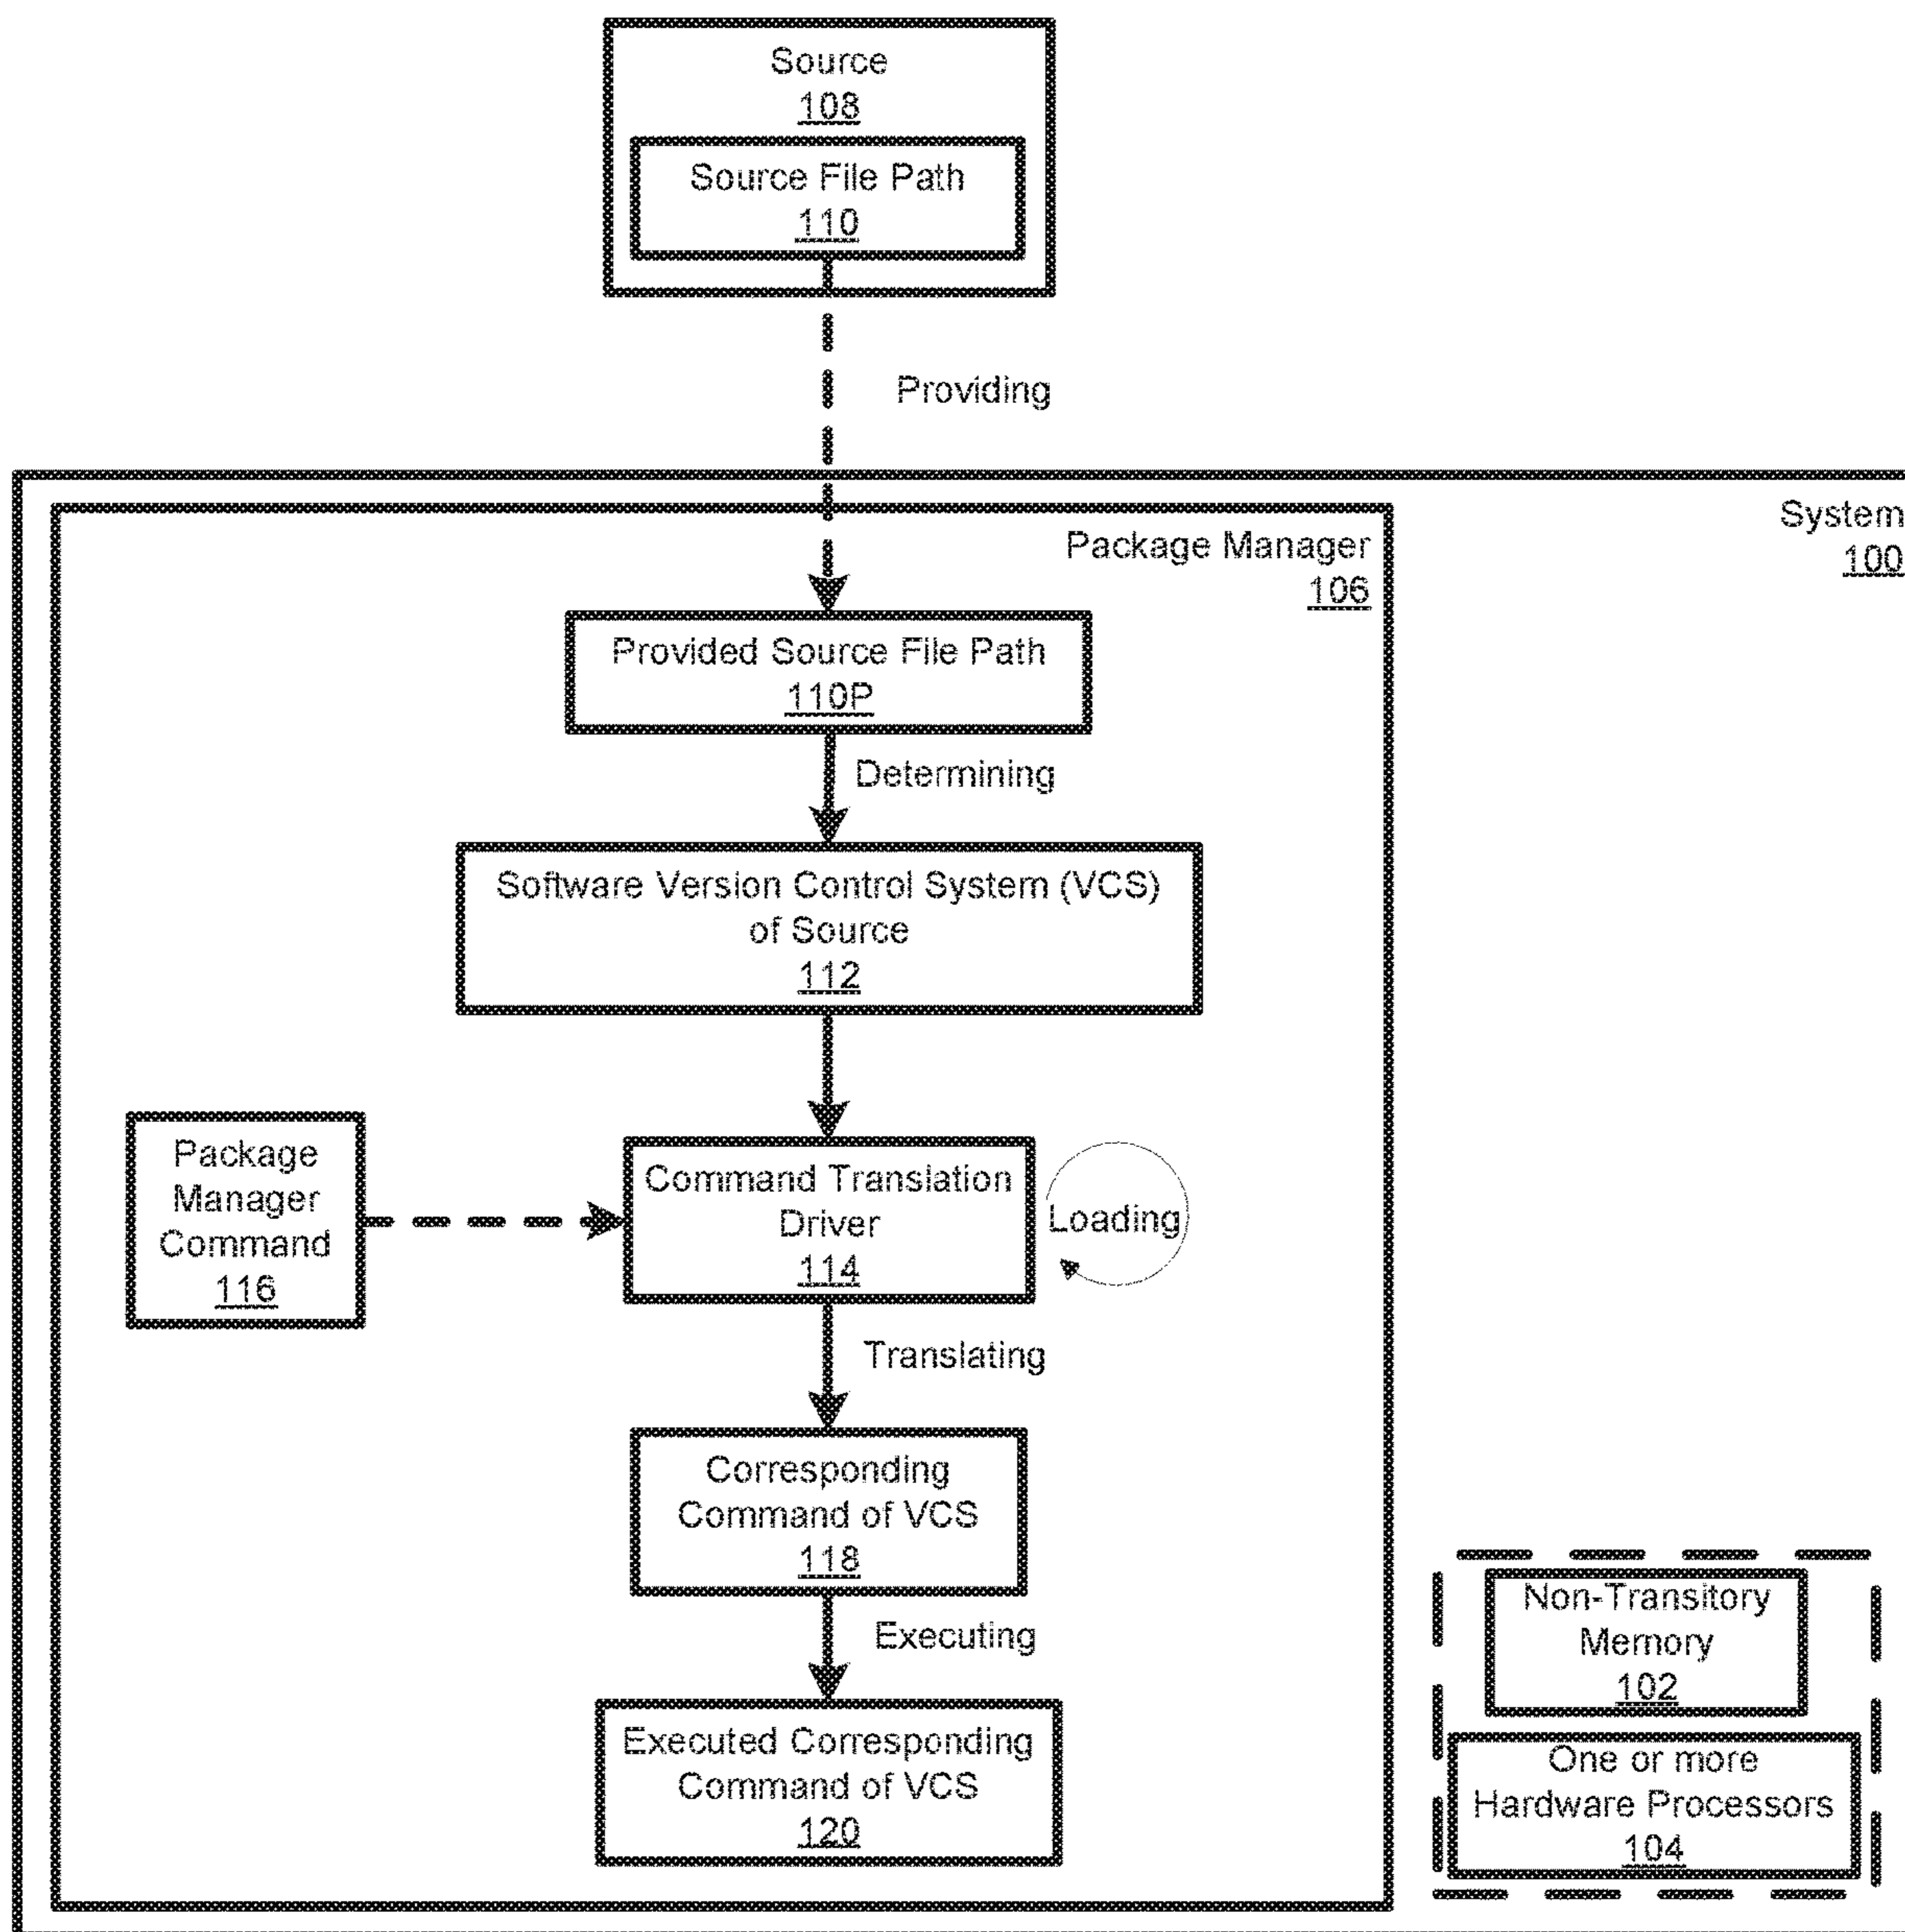 Source
108
Source File Path
110
Providing
System
100
Package Manager
106
Provided Source File Path
110P
Determining
Software Version Control System (VCS)
of Source
112
Package
Manager
Command
116
Command Translation
Driver
114
Loading
Translating
Corresponding
Command of VCS
118
Executing
Executed Corresponding
Command of VCS
120
Non-Transitory
Memory
102
One or more
Hardware Processors
104